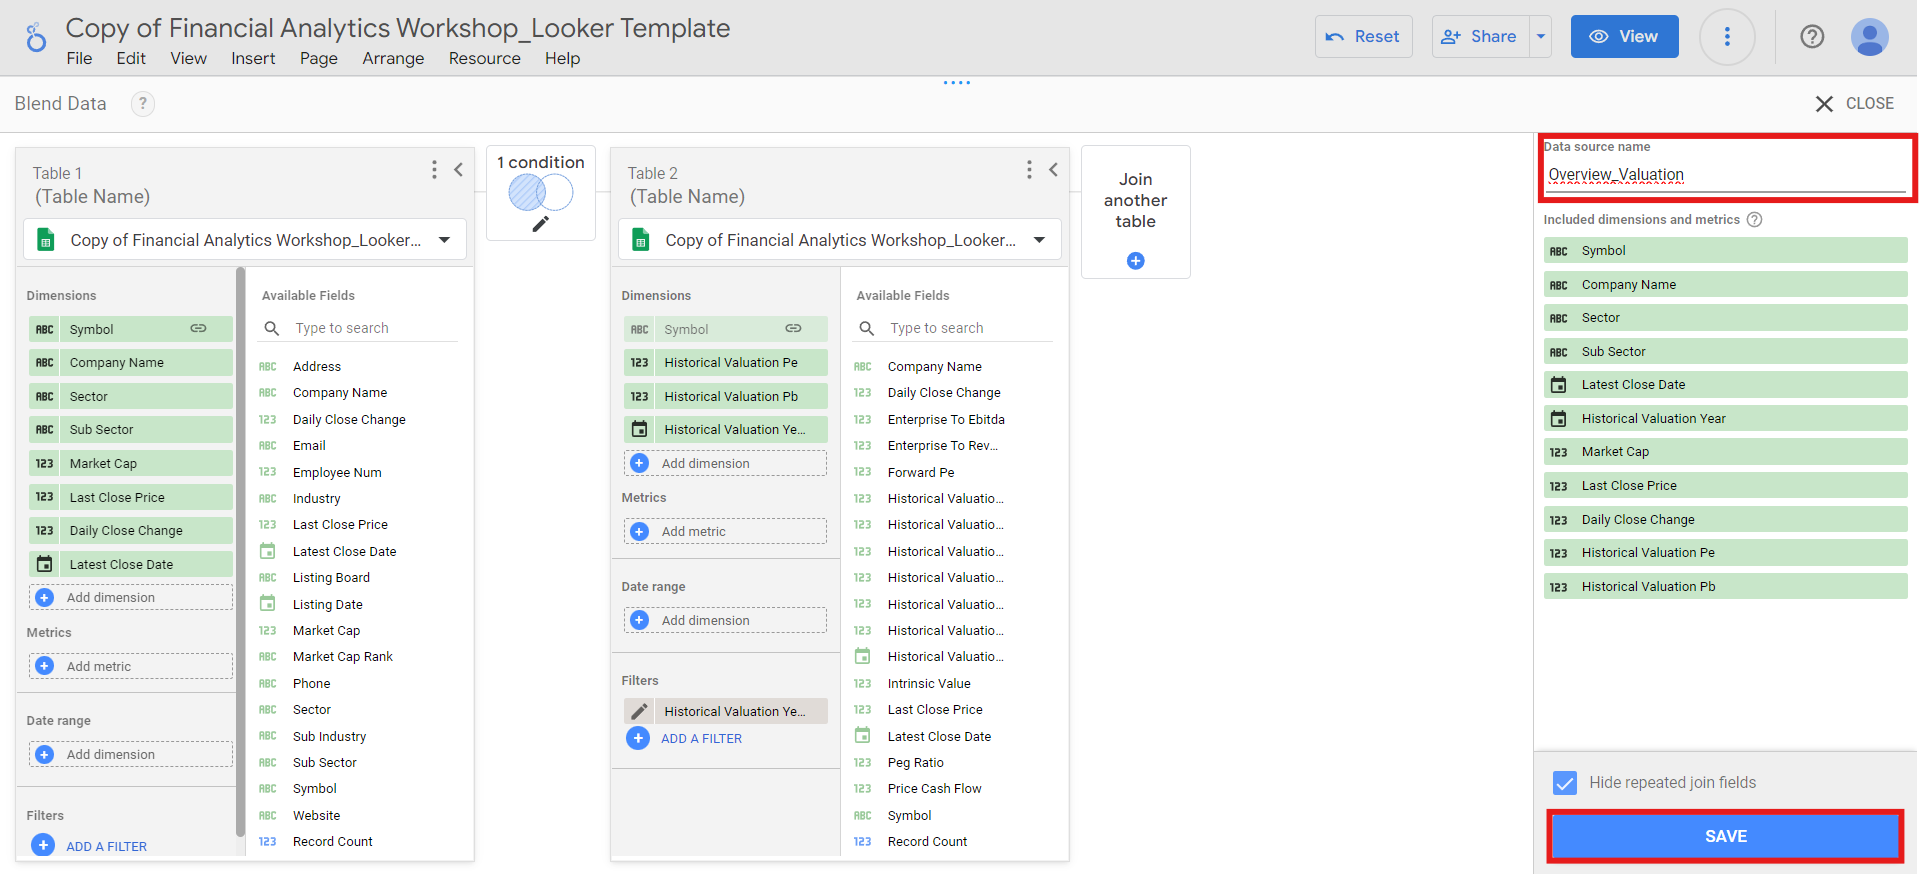 Copy of Financial Analytics Workshop_Looker Template
File Edit View Insert Page Arrange Resource Help
Reset
Share
View
Blend Data ?
CLOSE
Table 1
(Table Name)
Copy of Financial Analytics Workshop_Looker...
Dimensions
ABC Symbol
ABC Company Name
ABC Sector
ABC Sub Sector
123 Market Cap
123 Last Close Price
123 Daily Close Change
Latest Close Date
Add dimension
Metrics
Add metric
Date range
Add dimension
Filters
ADD A FILTER
Available Fields
Type to search
ABC Address
ABC Company Name
123 Daily Close Change
ABC Email
123 Employee Num
ABC Industry
123 Last Close Price
Latest Close Date
ABC Listing Board
Listing Date
123 Market Cap
ABC Market Cap Rank
ABC Phone
ABC Sector
ABC Sub Industry
ABC Sub Sector
ABC Symbol
ABC Website
123 Record Count
1 condition
Table 2
(Table Name)
Copy of Financial Analytics Workshop_Looker...
Dimensions
ABC Symbol
123 Historical Valuation Pe
123 Historical Valuation Pb
Historical Valuation Ye...
Add dimension
Metrics
Add metric
Date range
Add dimension
Filters
Historical Valuation Ye...
ADD A FILTER
Available Fields
Type to search
ABC Company Name
123 Daily Close Change
123 Enterprise To Ebitda
123 Enterprise To Rev...
123 Forward Pe
123 Historical Valuatio...
123 Historical Valuatio...
123 Historical Valuatio...
123 Historical Valuatio...
123 Historical Valuatio...
123 Historical Valuatio...
Historical Valuatio...
123 Intrinsic Value
123 Last Close Price
Latest Close Date
123 Peg Ratio
123 Price Cash Flow
ABC Symbol
123 Record Count
Join
another
table
Data source name
Overview_Valuation
Included dimensions and metrics ?
ABC Symbol
ABC Company Name
ABC Sector
ABC Sub Sector
Latest Close Date
Historical Valuation Year
123 Market Cap
123 Last Close Price
123 Daily Close Change
123 Historical Valuation Pe
123 Historical Valuation Pb
Hide repeated join fields
SAVE